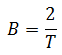 B = 2/T